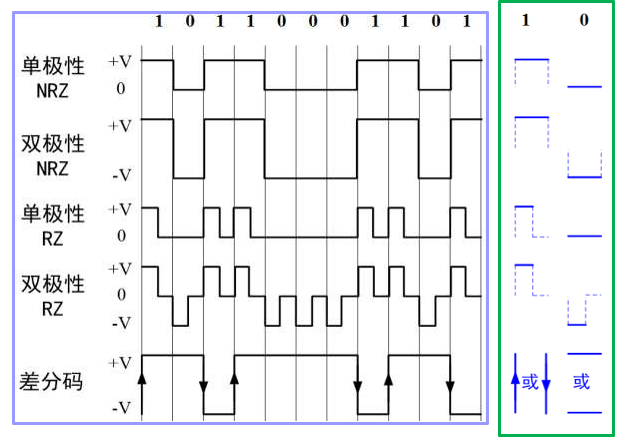 1 0 1 1 0 0 0 1 1 0 1 1 0
单极性 +V
NRZ 0
双极性 +V
NRZ -V
单极性 +V
RZ 0
双极性 +V
0
RZ -V
差分码 +V
-V
或 或